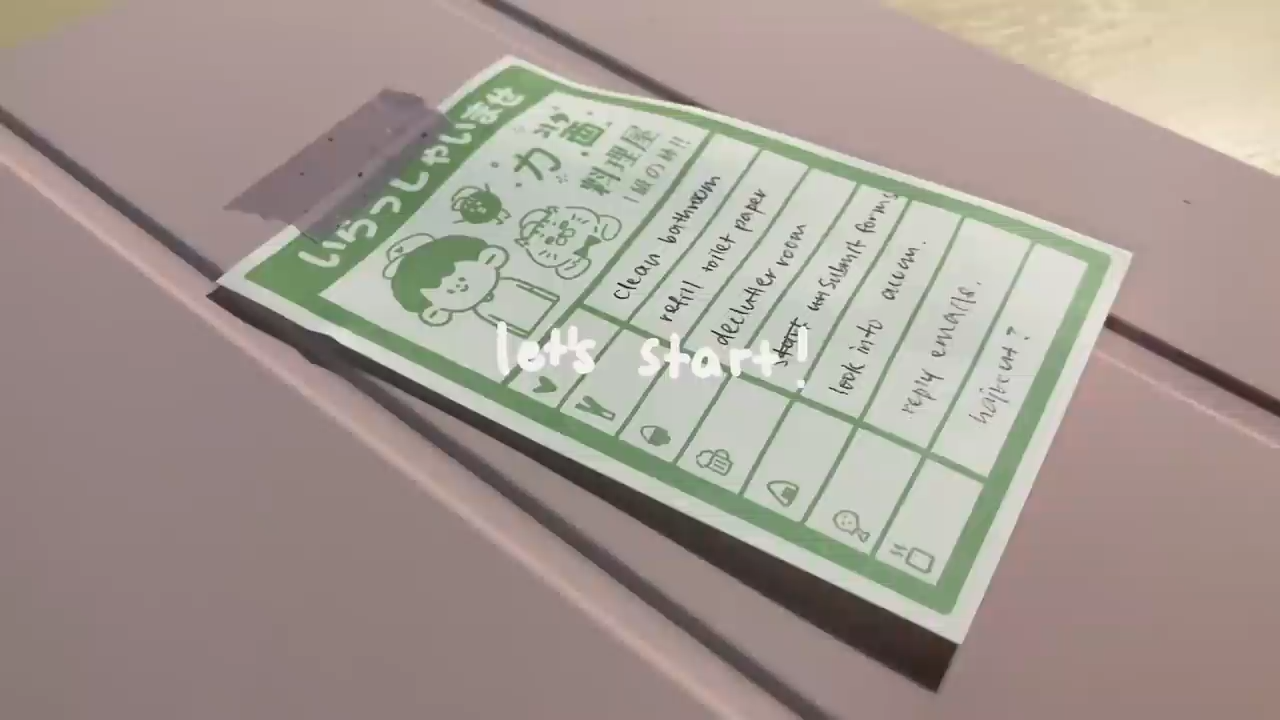 いらっしゃいませ
力
麺
料理屋
clean bathroom
refill toilet paper
declutter room
start submit forms
look into accom.
reply emails.
haircut?
let's start!